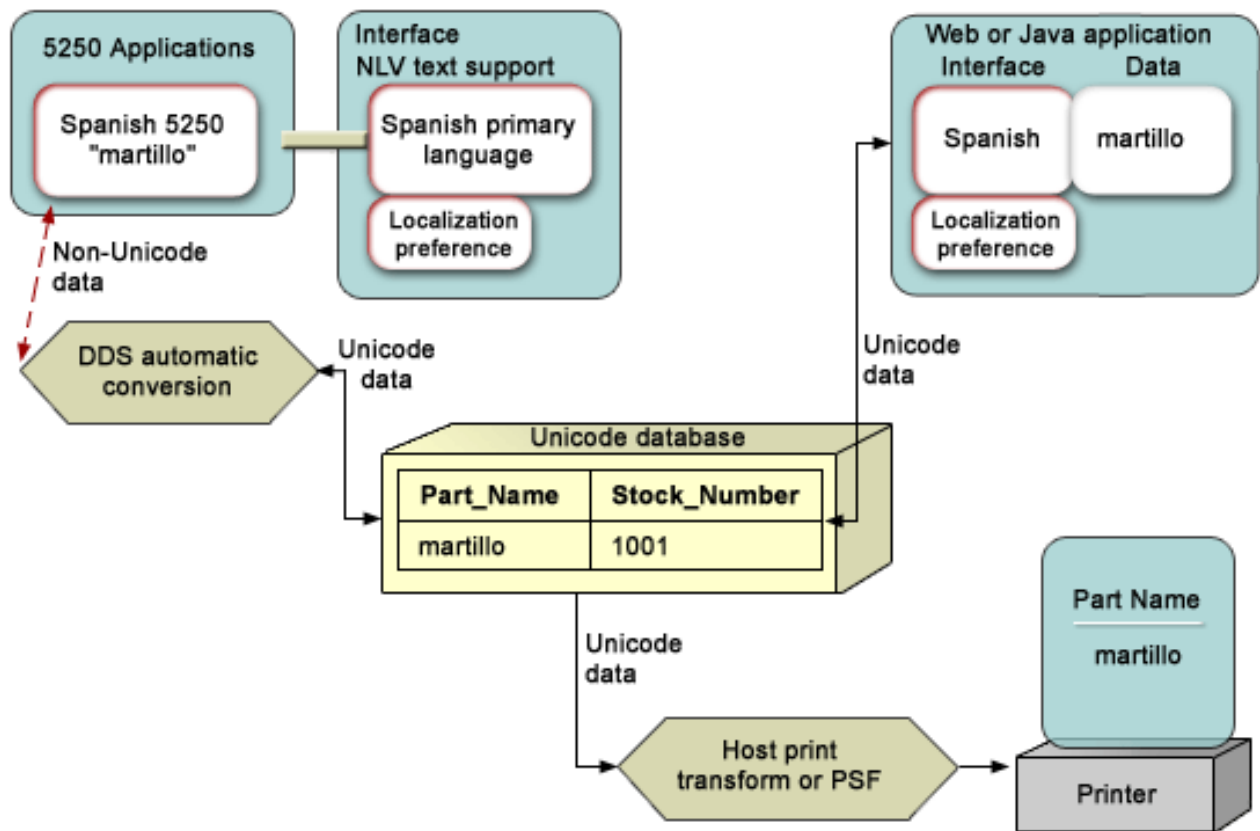 5250 Applications
Spanish 5250
"martillo"
Interface
NLV text support
Spanish primary
language
Localization
preference
Web or Java application
Interface Data
Spanish
martillo
Localization
preference
Non-Unicode
data
DDS automatic
conversion
Unicode
data
Unicode
data
Unicode database
Part_Name Stock_Number
martillo 1001
Unicode
data
Host print
transform or PSF
Part Name
martillo
Printer